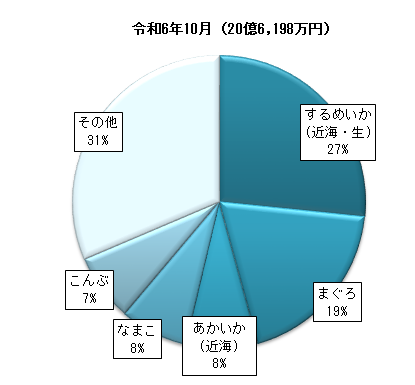 令和6年10月（20億6,198万円）
するめいか
（近海・生）
27%
まぐろ
19%
あかいか
（近海）
8%
なまこ
8%
こんぶ
7%
その他
31%